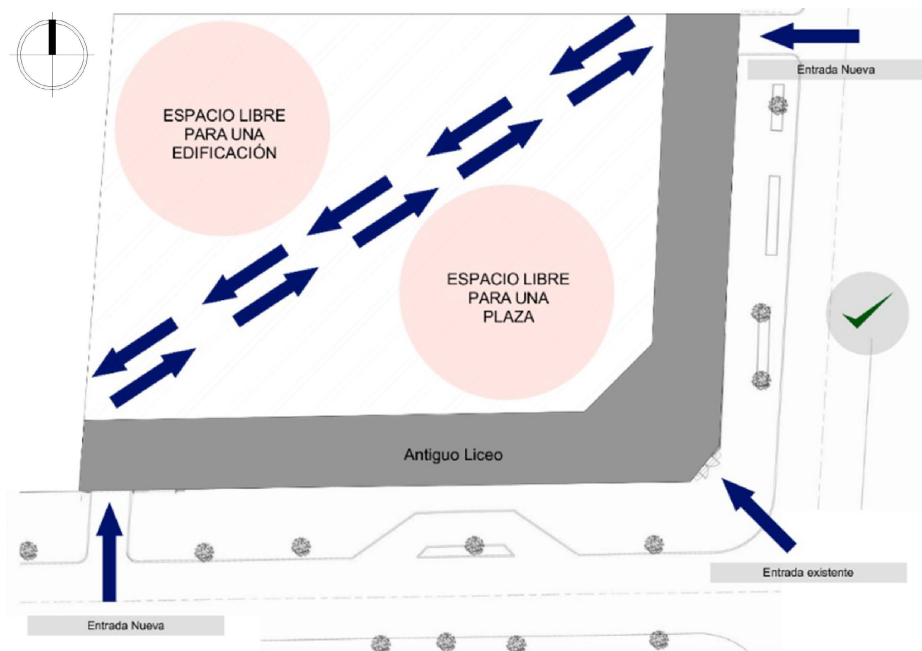 Entrada Nueva
ESPACIO LIBRE
PARA UNA
EDIFICACIÓN
ESPACIO LIBRE
PARA UNA
PLAZA
Antiguo Liceo
Entrada existente
Entrada Nueva